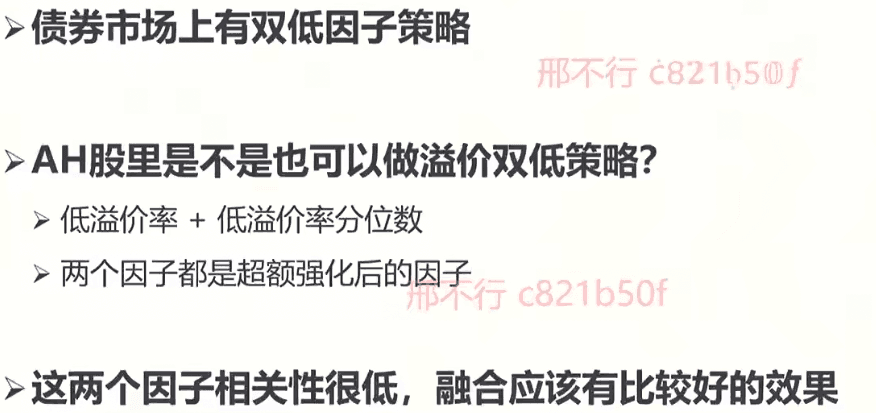 ➢债券市场上有双低因子策略
邢不行 c821b50f
➢AH股里是不是也可以做溢价双低策略？
➢ 低溢价率 + 低溢价率分位数
➢ 两个因子都是超额强化后的因子
邢不行 c821b50f
➢这两个因子相关性很低，融合应该有比较好的效果